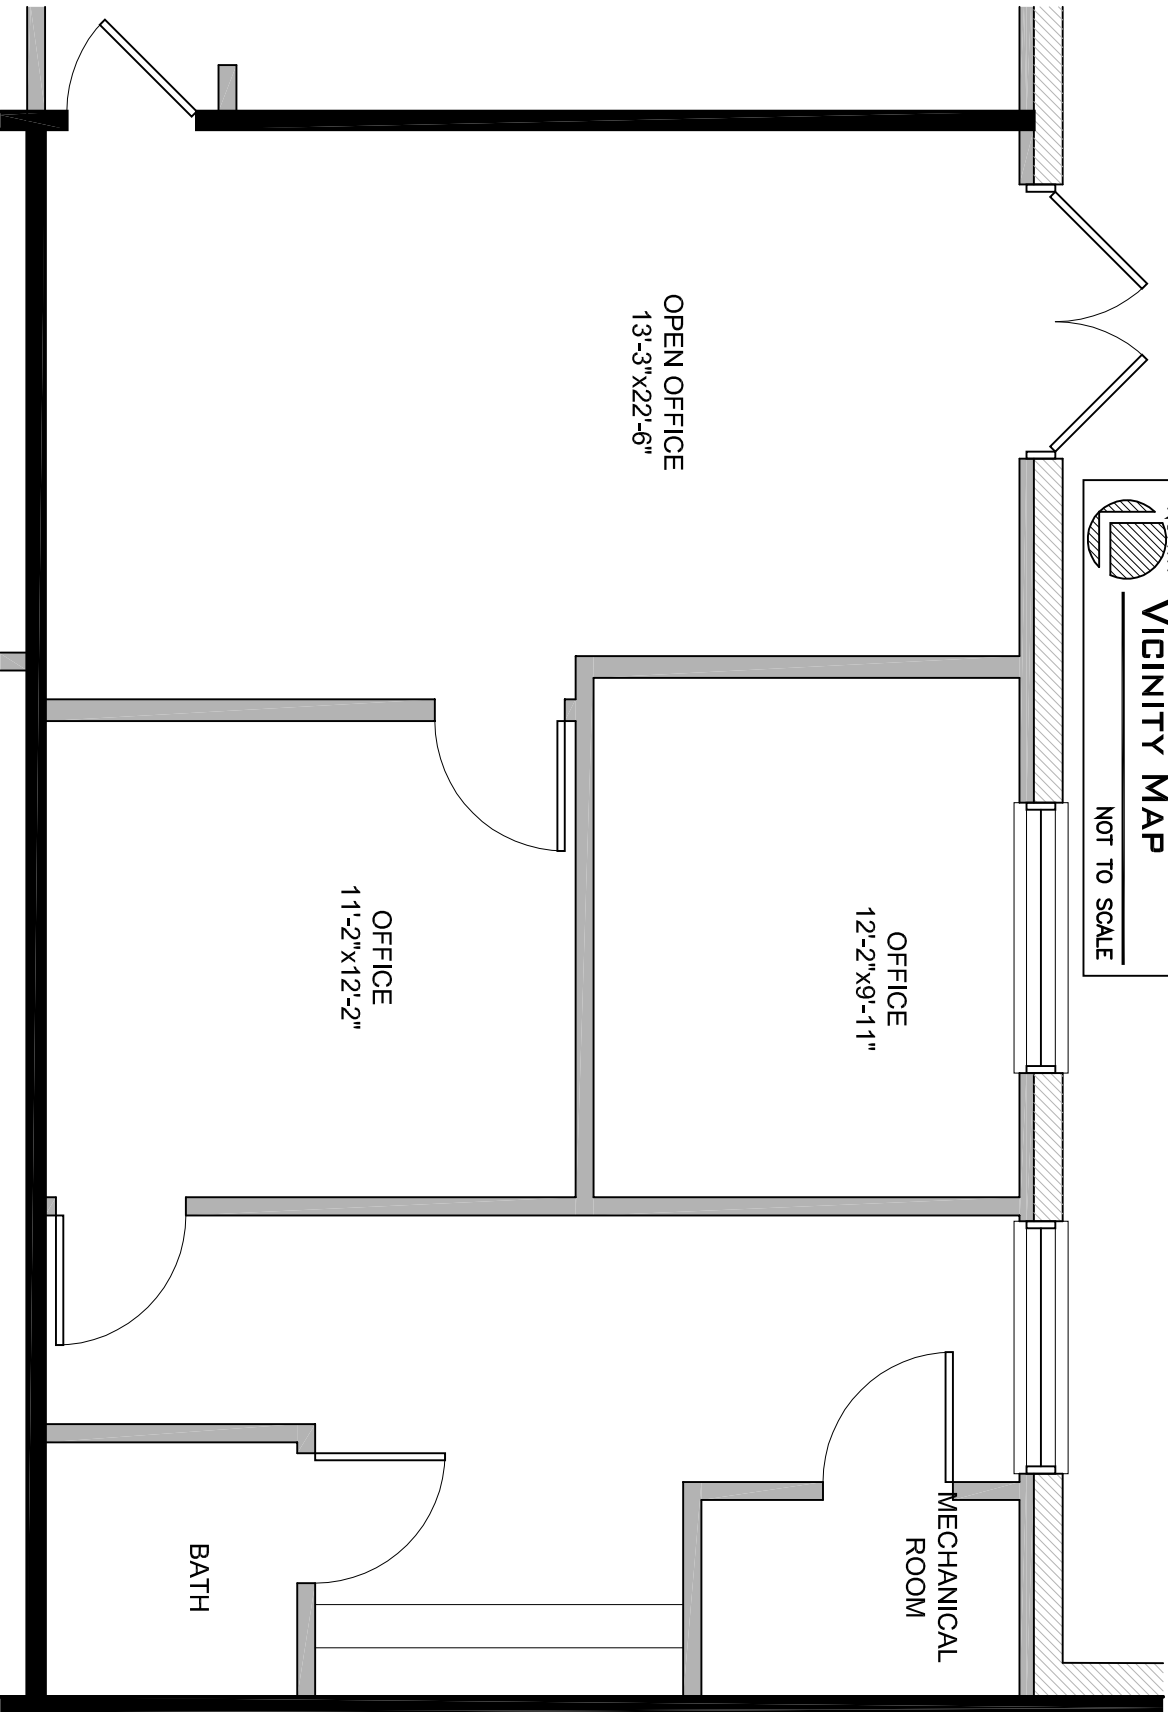 VICINITY MAP
NOT TO SCALE
OPEN OFFICE
13'-3"x22'-6"
OFFICE
12'-2"x9'-11"
OFFICE
11'-2"x12'-2"
MECHANICAL
ROOM
BATH